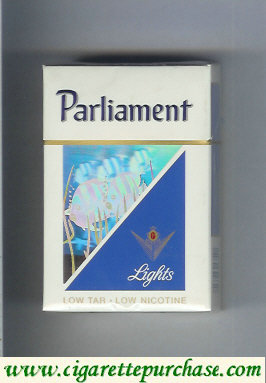 Parliament
Lights
LOW TAR · LOW NICOTINE
www.cigarettepurchase.com